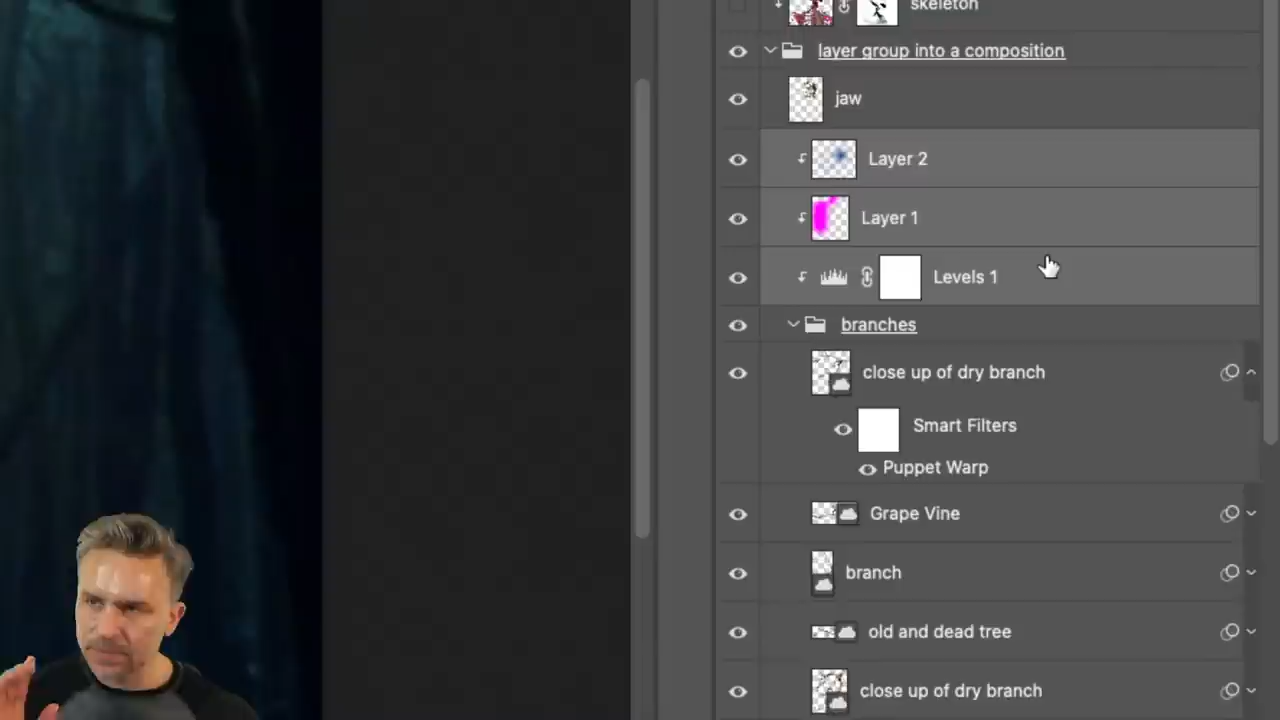 skeleton
layer group into a composition
jaw
Layer 2
Layer 1
Levels 1
branches
close up of dry branch
Smart Filters
Puppet Warp
Grape Vine
branch
old and dead tree
close up of dry branch